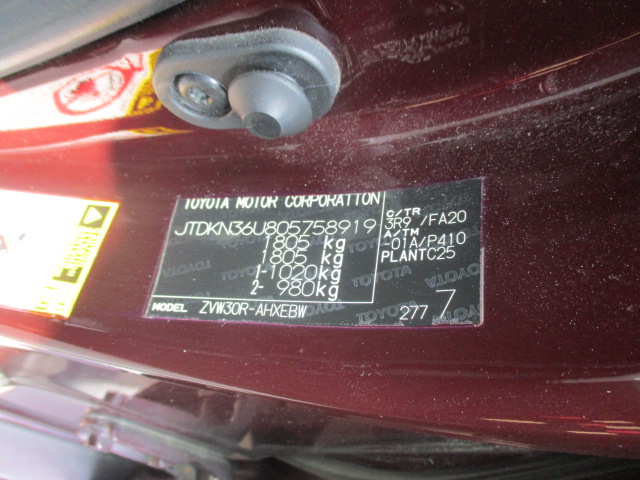 TOYOTA MOTOR CORPORATION
JTDKN36U805758919
1805 kg
1805 kg
1-1020kg
2- 980kg
MODEL ZVW30R-AHXEBW
C/TR
3R9 /FA20
A/TM
-01A/P410
PLANTC25
277 7